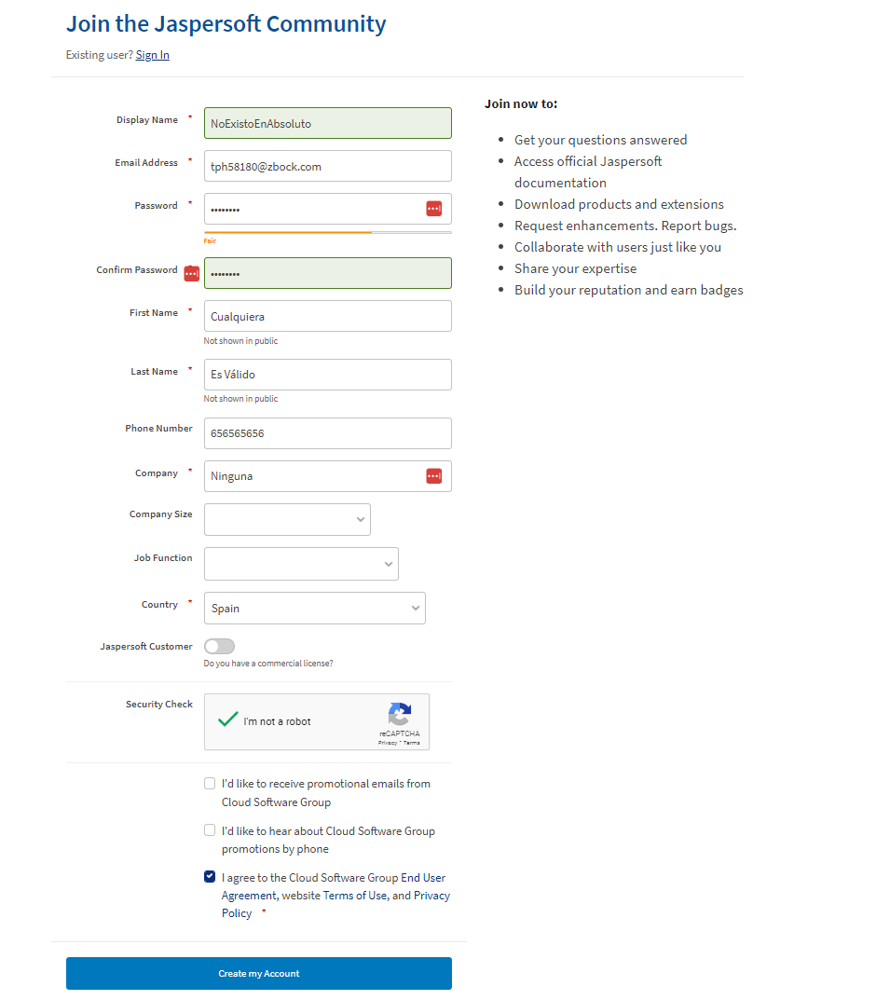 Join the Jaspersoft Community
Existing user? Sign In
Display Name *
NoExistoEnAbsoluto
Email Address *
tph58180@zbock.com
Password *
••••••••
Fair
Confirm Password
••••••••
First Name *
Cualquiera
Not shown in public
Last Name *
Es Válido
Not shown in public
Phone Number
656565656
Company *
Ninguna
Company Size
Job Function
Country *
Spain
Jaspersoft Customer
Do you have a commercial license?
Security Check
I'm not a robot
reCAPTCHA
Privacy - Terms
I'd like to receive promotional emails from
Cloud Software Group
I'd like to hear about Cloud Software Group
promotions by phone
I agree to the Cloud Software Group End User
Agreement, website Terms of Use, and Privacy
Policy *
Create my Account
Join now to:
• Get your questions answered
• Access official Jaspersoft
documentation
• Download products and extensions
• Request enhancements. Report bugs.
• Collaborate with users just like you
• Share your expertise
• Build your reputation and earn badges